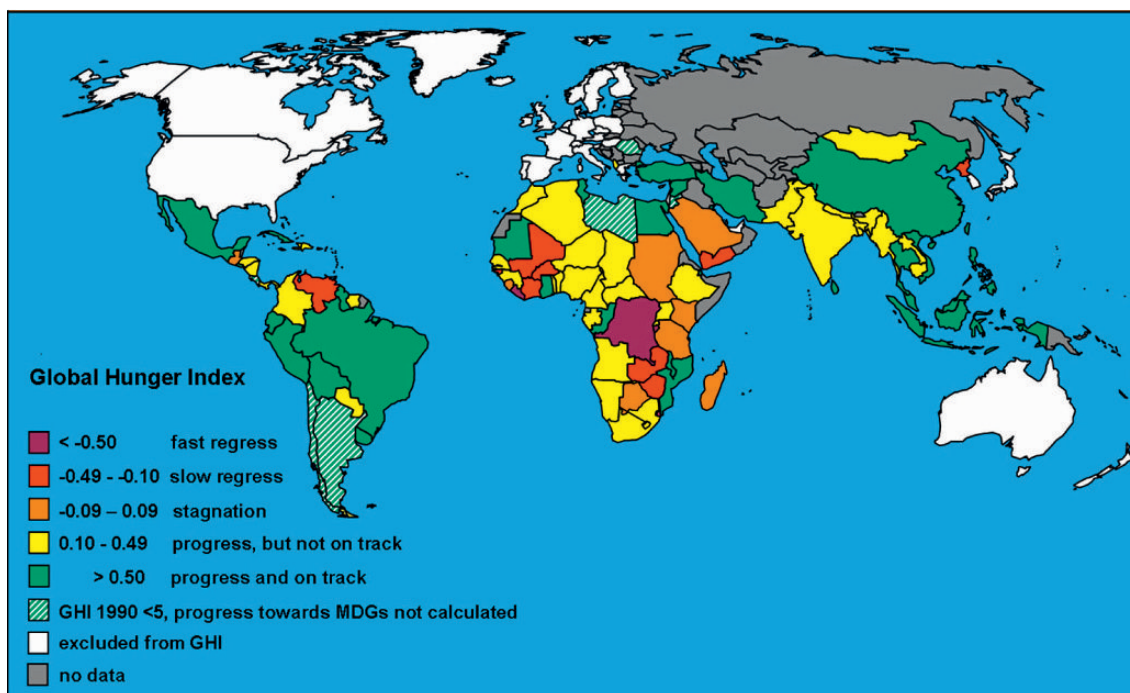 Global Hunger Index
< -0.50 fast regress
-0.49 - -0.10 slow regress
-0.09 – 0.09 stagnation
0.10 - 0.49 progress, but not on track
> 0.50 progress and on track
GHI 1990 <5, progress towards MDGs not calculated
excluded from GHI
no data